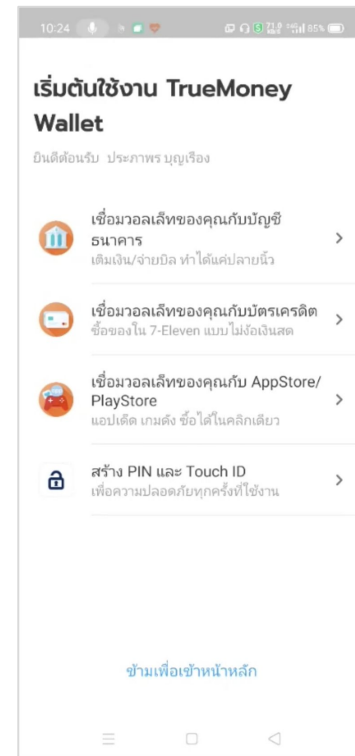 10:24
85%
เริ่มต้นใช้งาน TrueMoney
Wallet
ยินดีต้อนรับ ประภาพร บุญเรือง
เชื่อมวอลเล็ทของคุณกับบัญชี
ธนาคาร
เติมเงิน/จ่ายบิล ทำได้แค่ปลายนิ้ว
เชื่อมวอลเล็ทของคุณกับบัตรเครดิต
ซื้อของใน 7-Eleven แบบไม่ง้อเงินสด
เชื่อมวอลเล็ทของคุณกับ AppStore/
PlayStore
แอปเด็ด เกมดัง ซื้อได้ในคลิกเดียว
สร้าง PIN และ Touch ID
เพื่อความปลอดภัยทุกครั้งที่ใช้งาน
ข้ามเพื่อเข้าหน้าหลัก